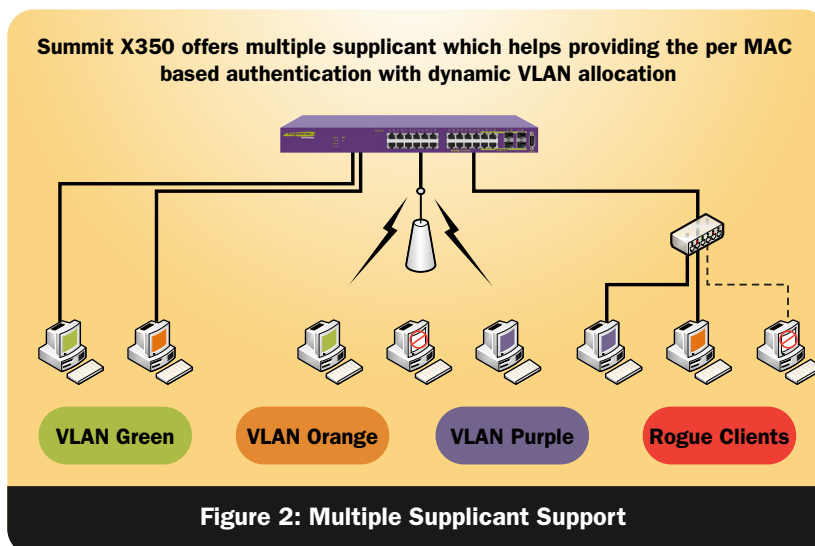 Summit X350 offers multiple supplicant which helps providing the per MAC
based authentication with dynamic VLAN allocation
VLAN Green
VLAN Orange
VLAN Purple
Rogue Clients
Figure 2: Multiple Supplicant Support